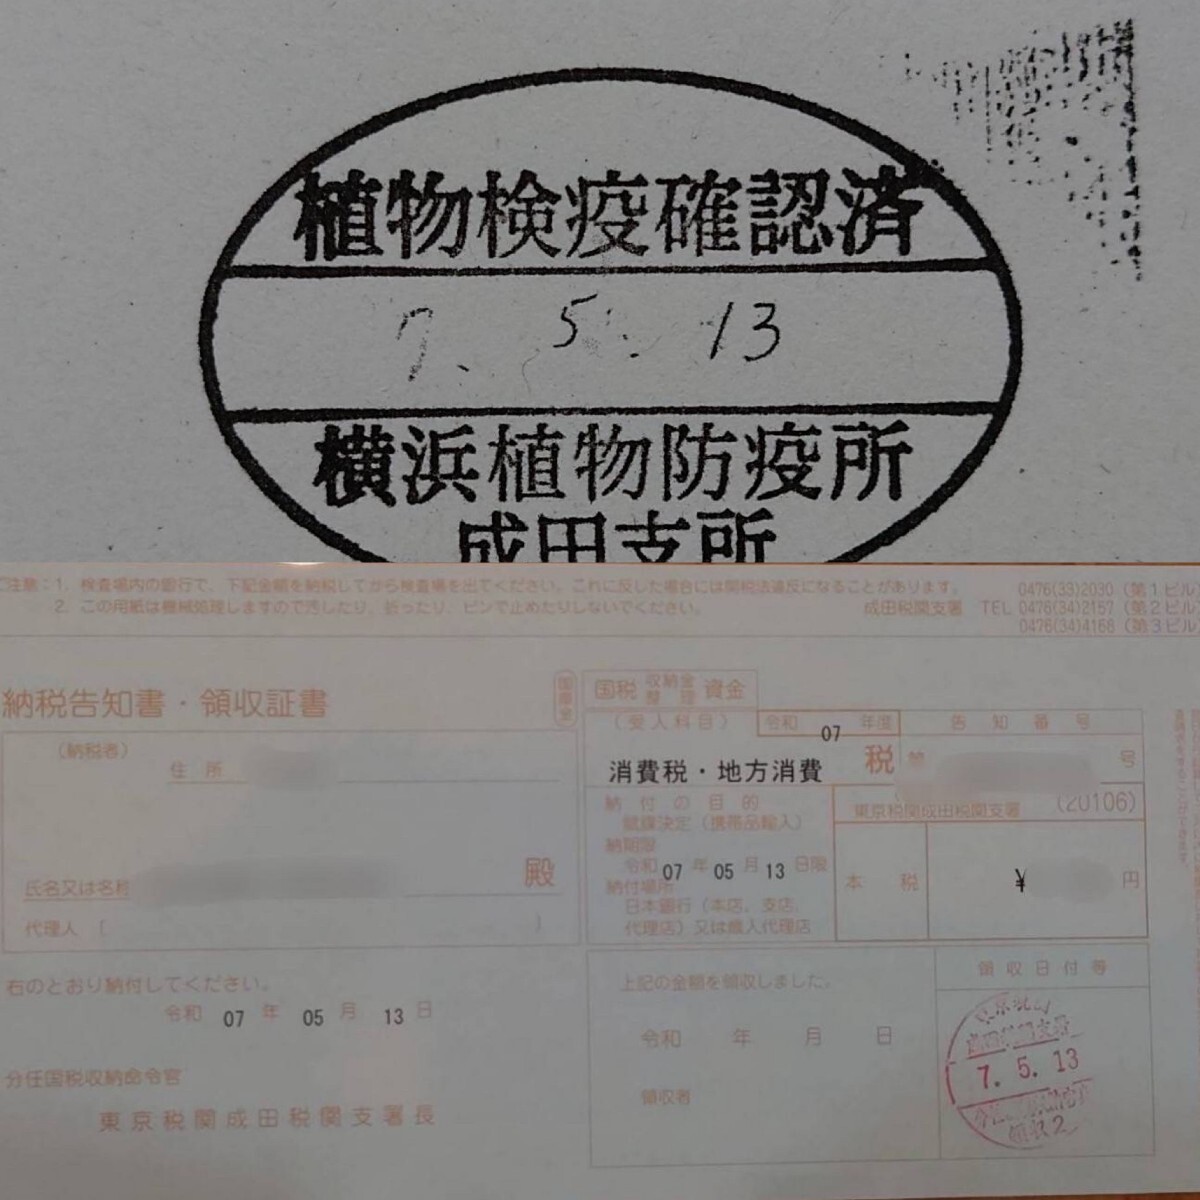 植物検疫確認済
7. 5. 13
横浜植物防疫所
成田支所
ご注意：1. 検査場内の銀行で、下記金額を納税してから検査場を出てください。これに反した場合には関税法違反になることがあります。
2. この用紙は機械処理しますので汚したり、折ったり、ピンで止めたりしないでください。
成田税関支署 TEL
0476(33)2030（第1ビル）
0476(34)2157（第2ビル
0476(34)4168（第3ビル
納税告知書・領収証書
国庫金
国税 収納金整理 資金
（受入科目）
令和 07 年度
告知番号
消費税・地方消費 税
第 号
（納税者）
住所
氏名又は名称 殿
代理人（ ）
納付の目的
賦課決定（携帯品輸入）
東京税関成田税関支署 (20106)
納期限
令和 07 年 05 月 13 日限
本税 ¥ 円
納付場所
日本銀行（本店、支店、
代理店）又は歳入代理店
右のとおり納付してください。
令和 07 年 05 月 13 日
分任国税収納命令官
東京税関成田税関支署長
上記の金額を領収しました。
令和 年 月 日
領収者
領収日付等
7. 5. 13
領収2